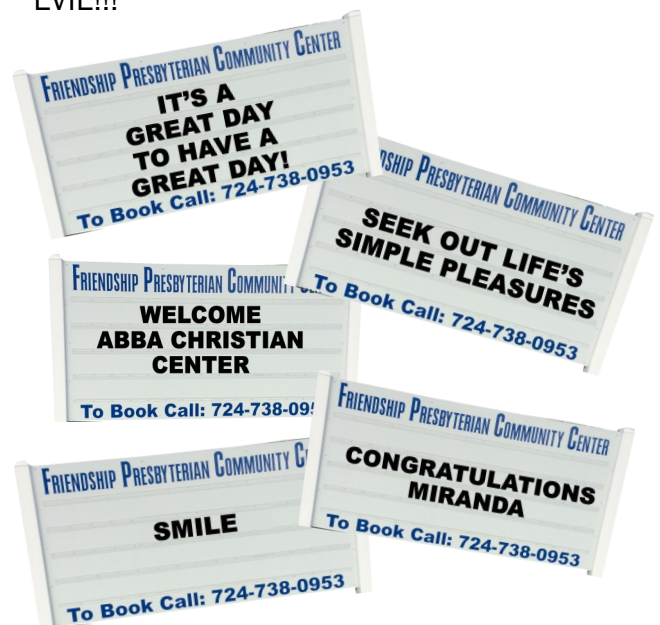 EVIE!!!
FRIENDSHIP PRESBYTERIAN COMMUNITY CENTER
IT'S A
GREAT DAY
TO HAVE A
GREAT DAY!
To Book Call: 724-738-0953
PRESBYTERIAN COMMUNITY CENTER
SEEK OUT LIFE'S
SIMPLE PLEASURES
To Book Call: 724-738-0953
FRIENDSHIP PRESBYTERIAN
WELCOME
ABBA CHRISTIAN
CENTER
To Book Call: 724-738-09
FRIENDSHIP PRESBYTERIAN COMMUNITY CENTER
CONGRATULATIONS
MIRANDA
To Book Call: 724-738-0953
FRIENDSHIP PRESBYTERIAN COMMUNITY
SMILE
To Book Call: 724-738-0953